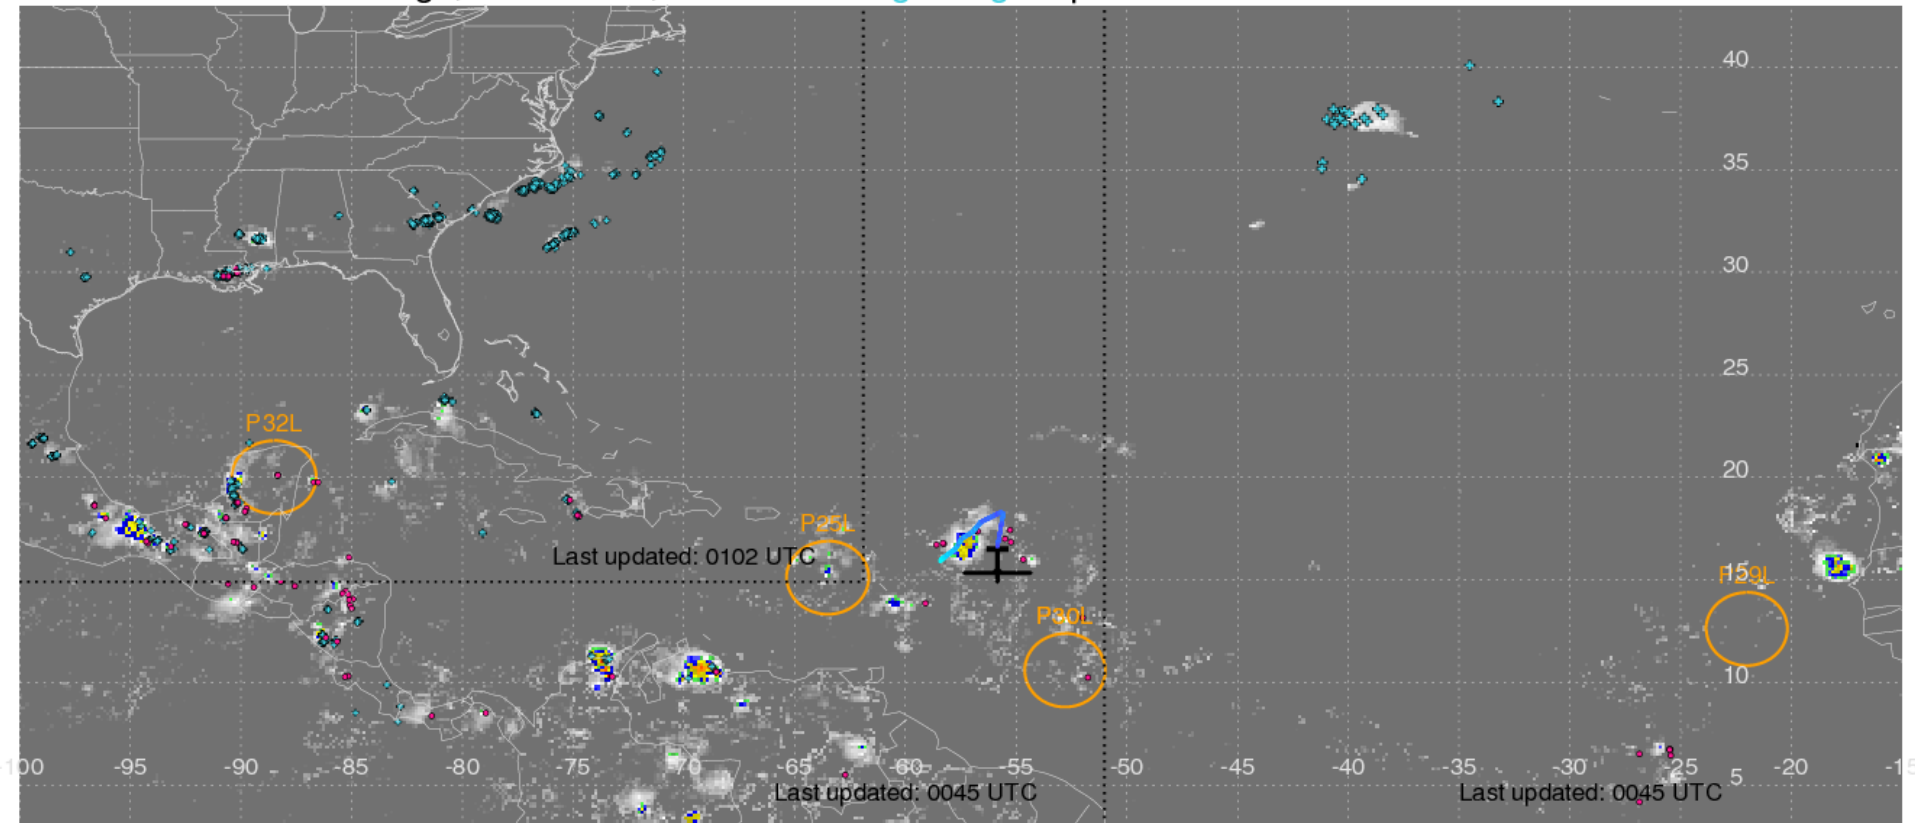 40
35
30
25
P32L
20
P25L
Last updated: 0102 UTC
15
P29L
P30L
10
-100 -95 -90 -85 -80 -75 -70 -65 -60 -55 -50 -45 -40 -35 -30 -25 -20
5
Last updated: 0045 UTC
Last updated: 0045 UTC